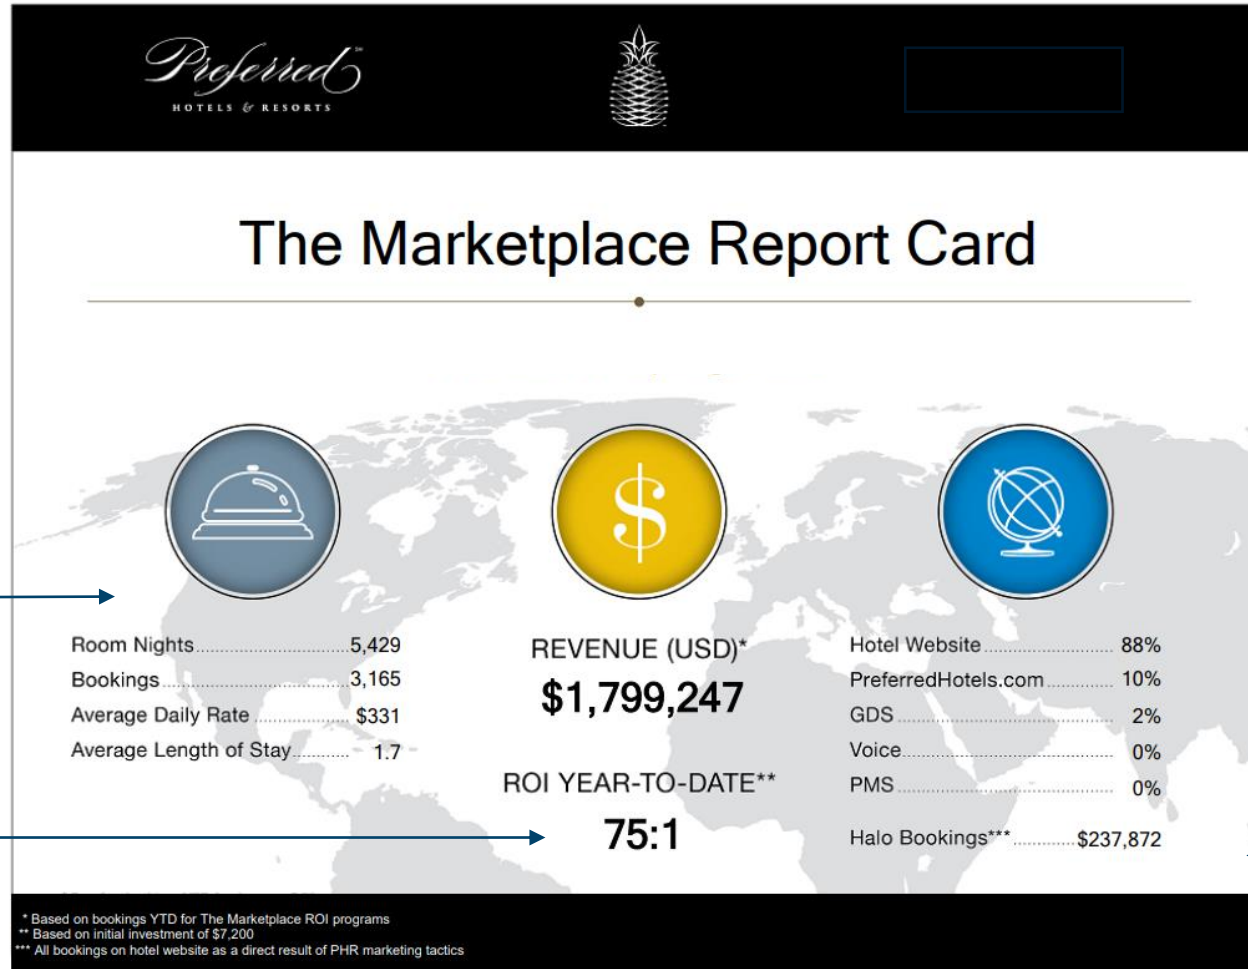 Preferred℠
HOTELS & RESORTS
The Marketplace Report Card
$
Room Nights 5,429
Bookings 3,165
Average Daily Rate $331
Average Length of Stay 1.7
REVENUE (USD)*
$1,799,247
ROI YEAR-TO-DATE**
75:1
Hotel Website 88%
PreferredHotels.com 10%
GDS 2%
Voice 0%
PMS 0%
Halo Bookings*** $237,872
* Based on bookings YTD for The Marketplace ROI programs
** Based on initial investment of $7,200
*** All bookings on hotel website as a direct result of PHR marketing tactics